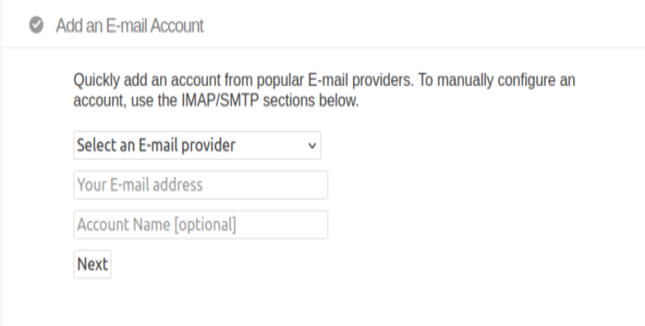 Add an E-mail Account
Quickly add an account from popular E-mail providers. To manually configure an
account, use the IMAP/SMTP sections below.
Select an E-mail provider
Your E-mail address
Account Name [optional]
Next